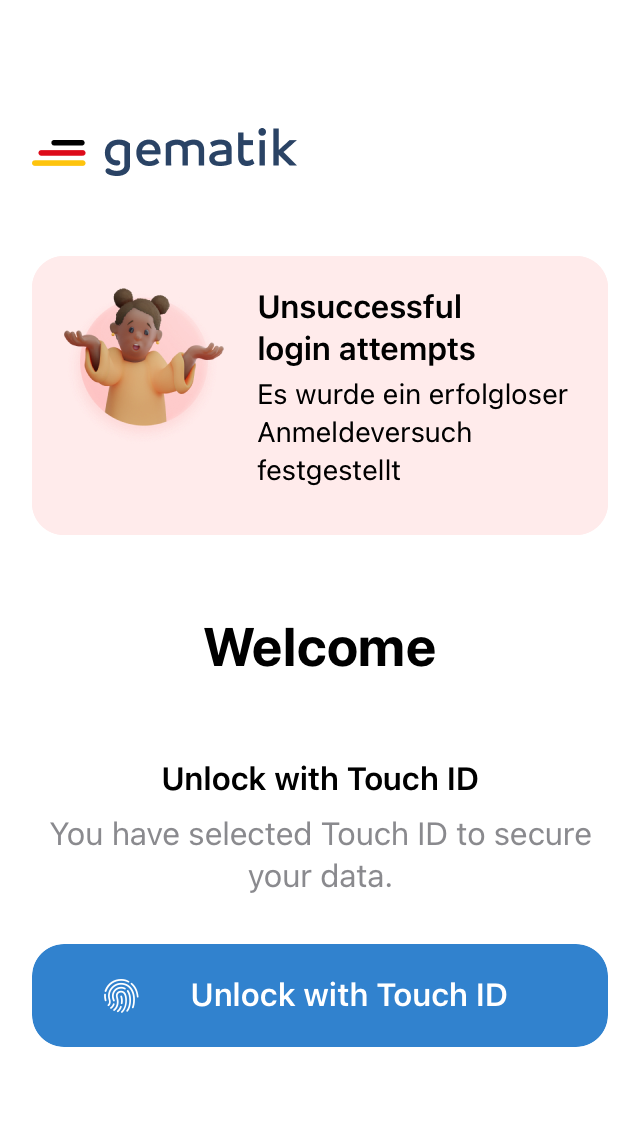 gematik
Unsuccessful
login attempts
Es wurde ein erfolgloser
Anmeldeversuch
festgestellt
Welcome
Unlock with Touch ID
You have selected Touch ID to secure
your data.
Unlock with Touch ID